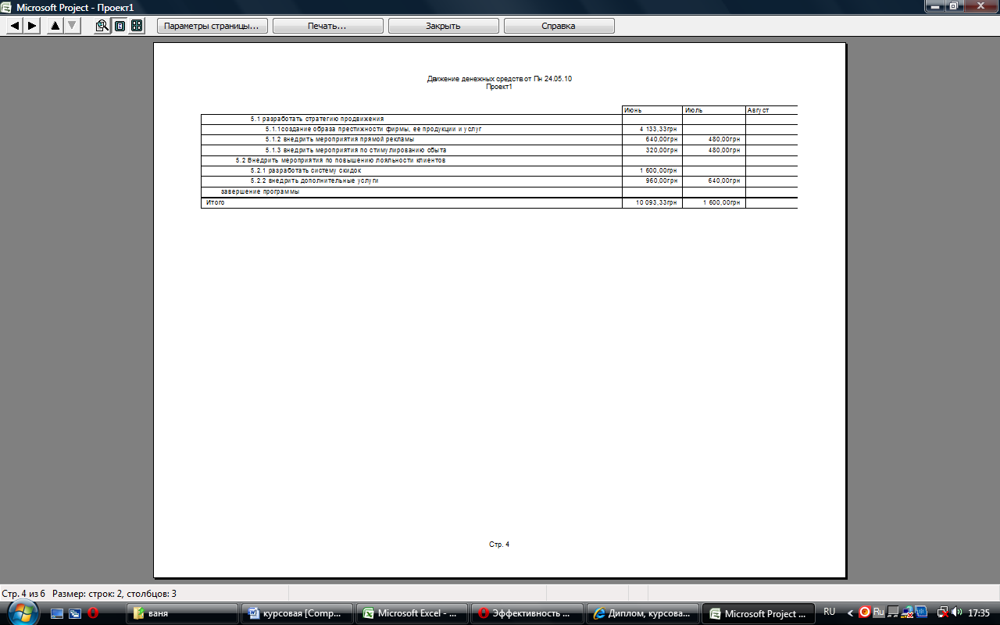 Microsoft Project - Проект1
Параметры страницы... Печать... Закрыть Справка
Движение денежных средств от Пн 24.05.10
Проект1
Июнь Июль Август
5.1 разработать стратегию продвижения
5.1.1создание образа престижности фирмы, ее продукции и услуг 4 133,33грн
5.1.2 внедрить мероприятия прямой рекламы 640,00грн 480,00грн
5.1.3 внедрить мероприятия по стимулированию сбыта 320,00грн 480,00грн
5.2 Внедрить мероприятия по повышению лояльности клиентов
5.2.1 разработать систему скидок 1 600,00грн
5.2.2 внедрить дополнительные услуги 960,00грн 640,00грн
завершение программы
Итого 10 093,33грн 1 600,00грн
Стр. 4
Стр. 4 из 6 Размер: строк: 2, столбцов: 3
ваня курсовая [Comp... Microsoft Excel - ... Эффективность ... Диплом, курсова... Microsoft Project ... RU Ru 17:35